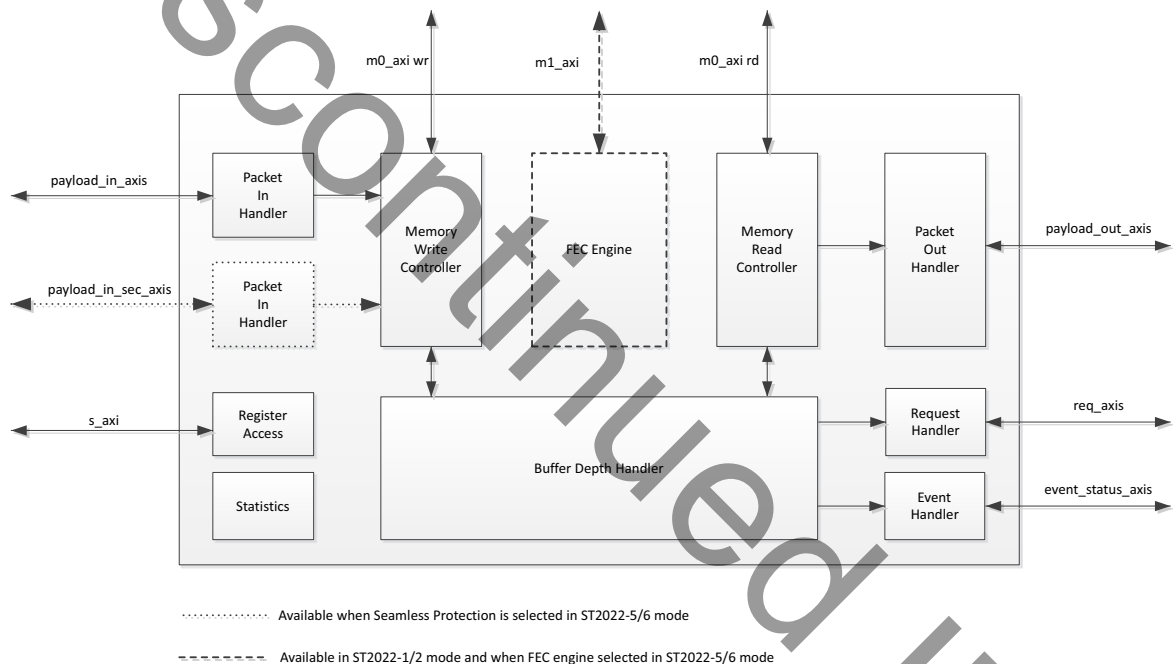 m0_axi wr
m1_axi
m0_axi rd
payload_in_axis
Packet
In
Handler
Memory
Write
Controller
FEC Engine
Memory
Read
Controller
Packet
Out
Handler
payload_out_axis
payload_in_sec_axis
Packet
In
Handler
s_axi
Register
Access
Request
Handler
req_axis
Buffer Depth Handler
Statistics
Event
Handler
event_status_axis
Available when Seamless Protection is selected in ST2022-5/6 mode
Available in ST2022-1/2 mode and when FEC engine selected in ST2022-5/6 mode
scontinued